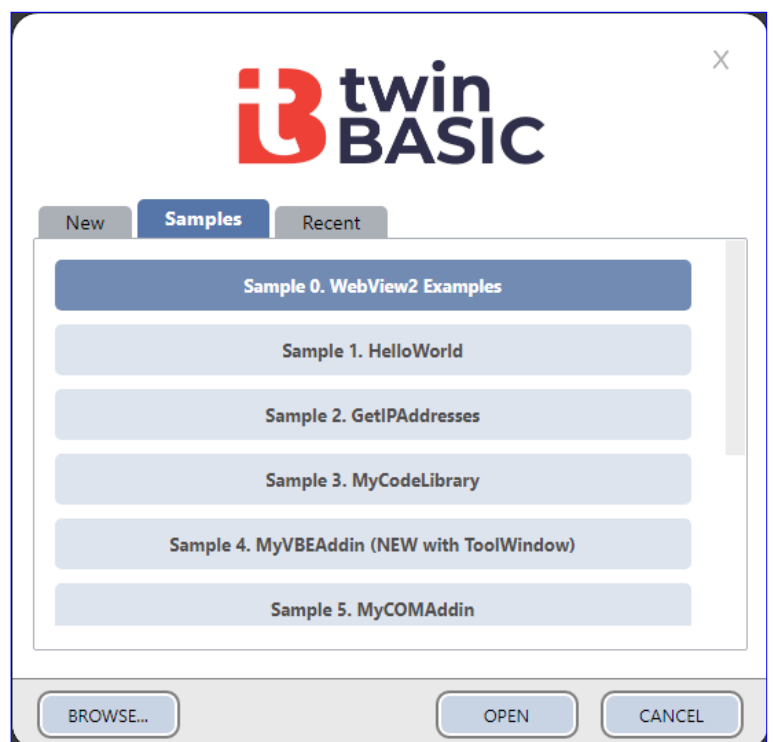 X
twin
BASIC
New Samples Recent
Sample 0. WebView2 Examples
Sample 1. HelloWorld
Sample 2. GetIPAddresses
Sample 3. MyCodeLibrary
Sample 4. MyVBEAddin (NEW with ToolWindow)
Sample 5. MyCOMAddin
BROWSE... OPEN CANCEL